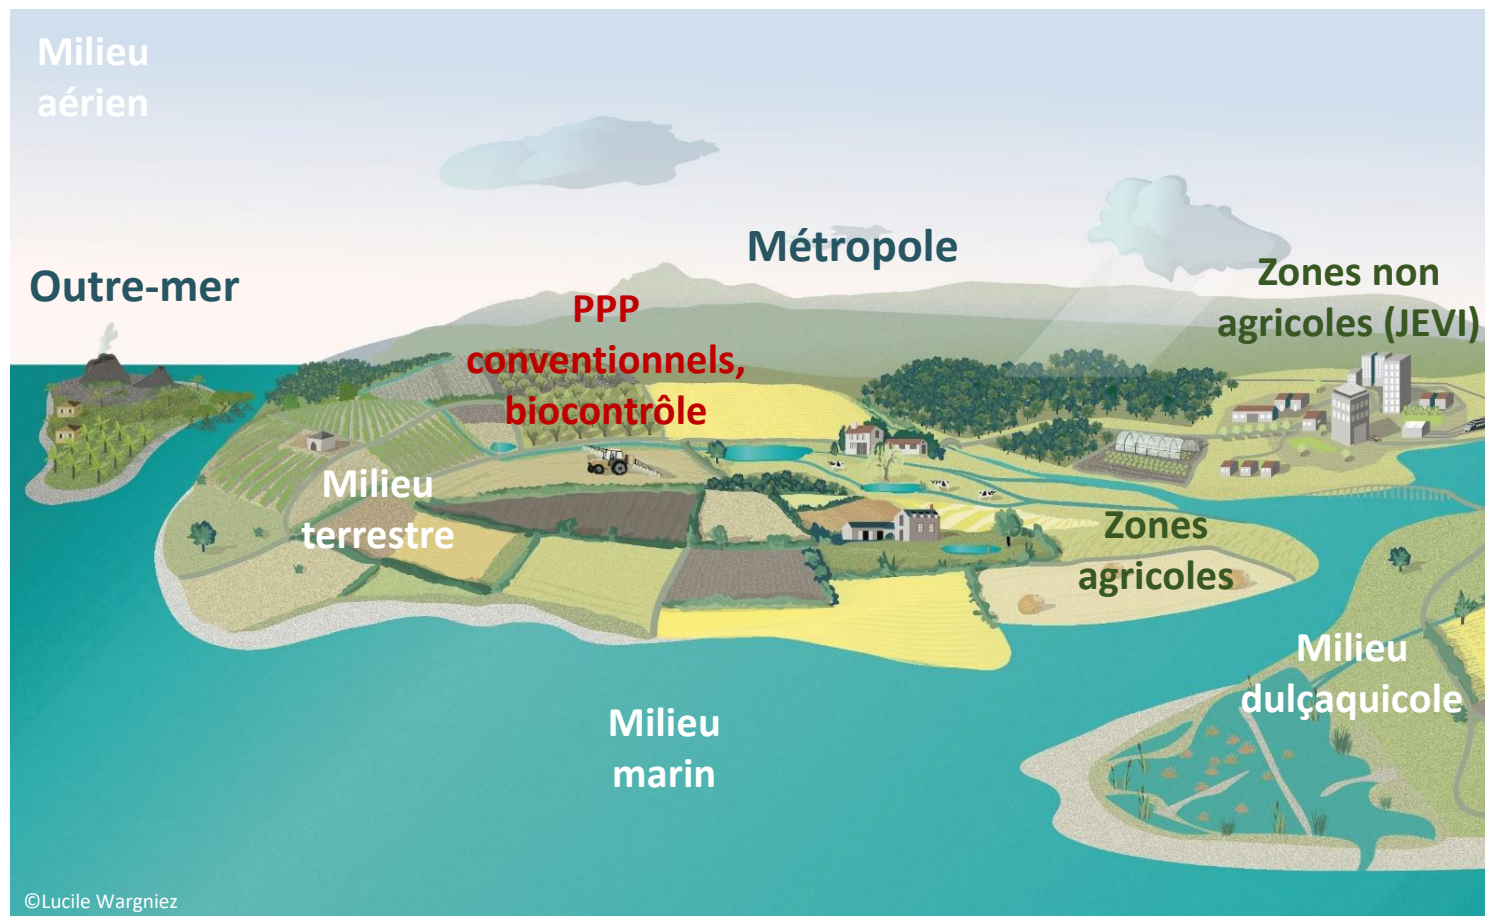 Milieu
aérien
Métropole
Outre-mer
Zones non
agricoles (JEVI)
PPP
conventionnels,
biocontrôle
Milieu
terrestre
Zones
agricoles
Milieu
dulçaquicole
Milieu
marin
©Lucile Wargniez